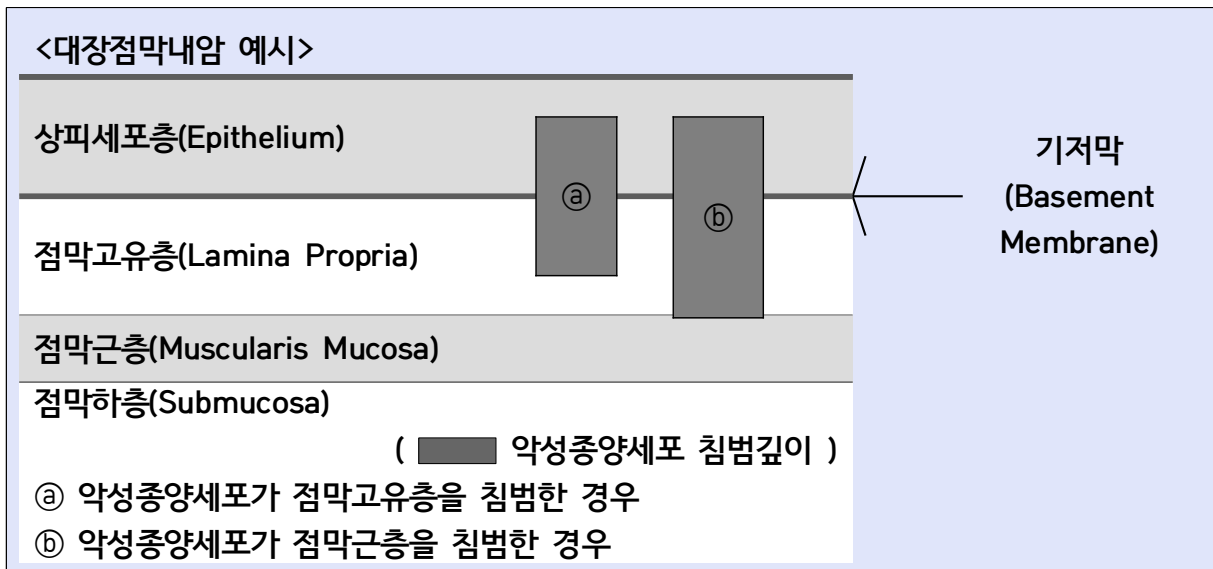 <대장점막내암 예시>
상피세포층(Epithelium)
기저막
(Basement
Membrane)
ⓐ
ⓑ
점막고유층(Lamina Propria)
점막근층(Muscularis Mucosa)
점막하층(Submucosa)
( 악성종양세포 침범깊이 )
ⓐ 악성종양세포가 점막고유층을 침범한 경우
ⓑ 악성종양세포가 점막근층을 침범한 경우